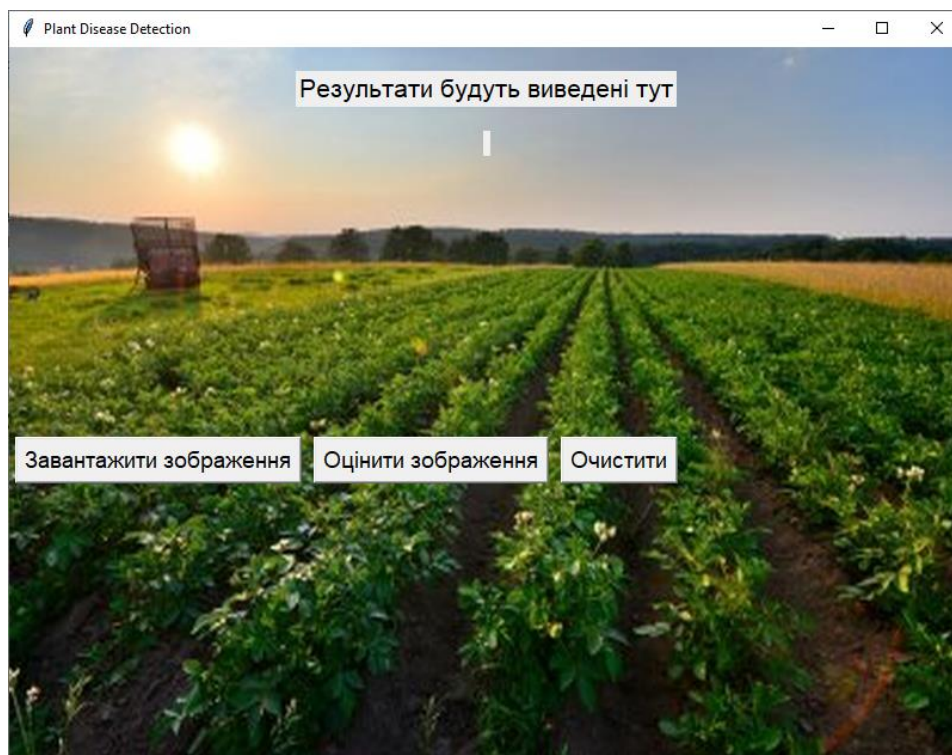 Plant Disease Detection
Результати будуть виведені тут
Завантажити зображення
Оцінити зображення
Очистити